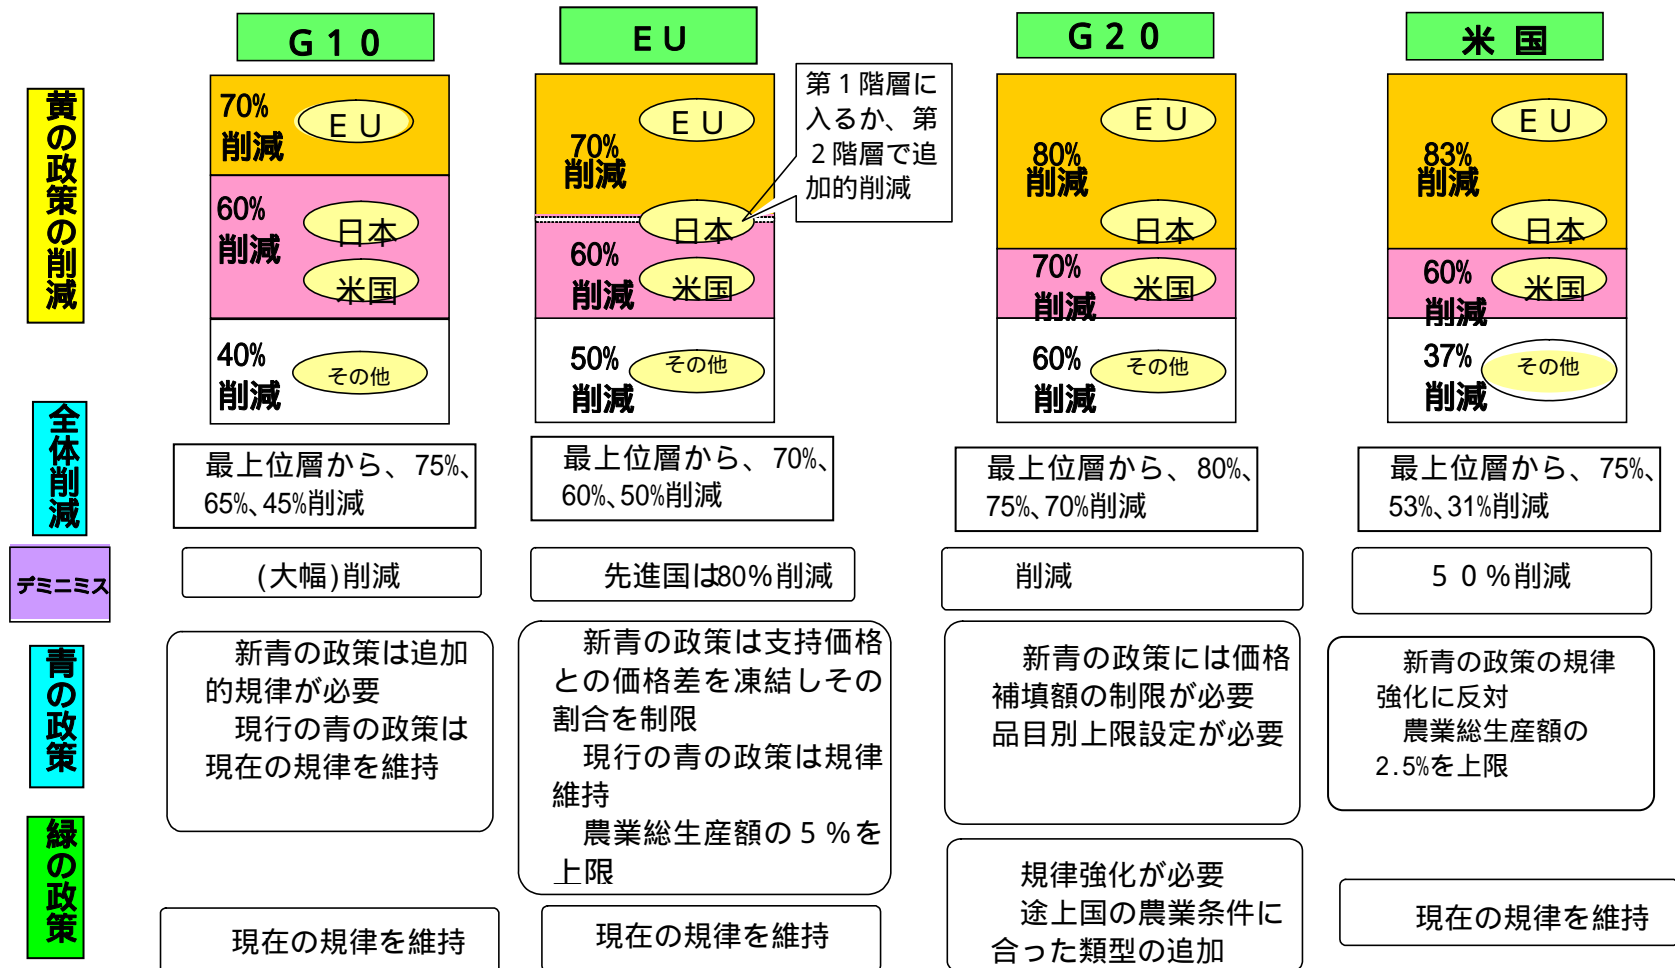 G10
EU
G20
米国
黄の政策の削減
70%
削減
EU
60%
削減
日本
米国
40%
削減
その他
70%
削減
EU
日本
60%
削減
米国
50%
削減
その他
第1階層に
入るか、第
2階層で追
加的削減
80%
削減
EU
日本
70%
削減
米国
60%
削減
その他
83%
削減
EU
日本
60%
削減
米国
37%
削減
その他
全体削減
最上位層から、75%、
65%、45%削減
最上位層から、70%、
60%、50%削減
最上位層から、80%、
75%、70%削減
最上位層から、75%、
53%、31%削減
デミニミス
(大幅)削減
先進国は80%削減
削減
50%削減
青の政策
新青の政策は追加
的規律が必要
現行の青の政策は
現在の規律を維持
新青の政策は支持価格
との価格差を凍結しその
割合を制限
現行の青の政策は規律
維持
農業総生産額の5%を
上限
新青の政策には価格
補填額の制限が必要
品目別上限設定が必要
新青の政策の規律
強化に反対
農業総生産額の
2.5%を上限
緑の政策
現在の規律を維持
現在の規律を維持
規律強化が必要
途上国の農業条件に
合った類型の追加
現在の規律を維持